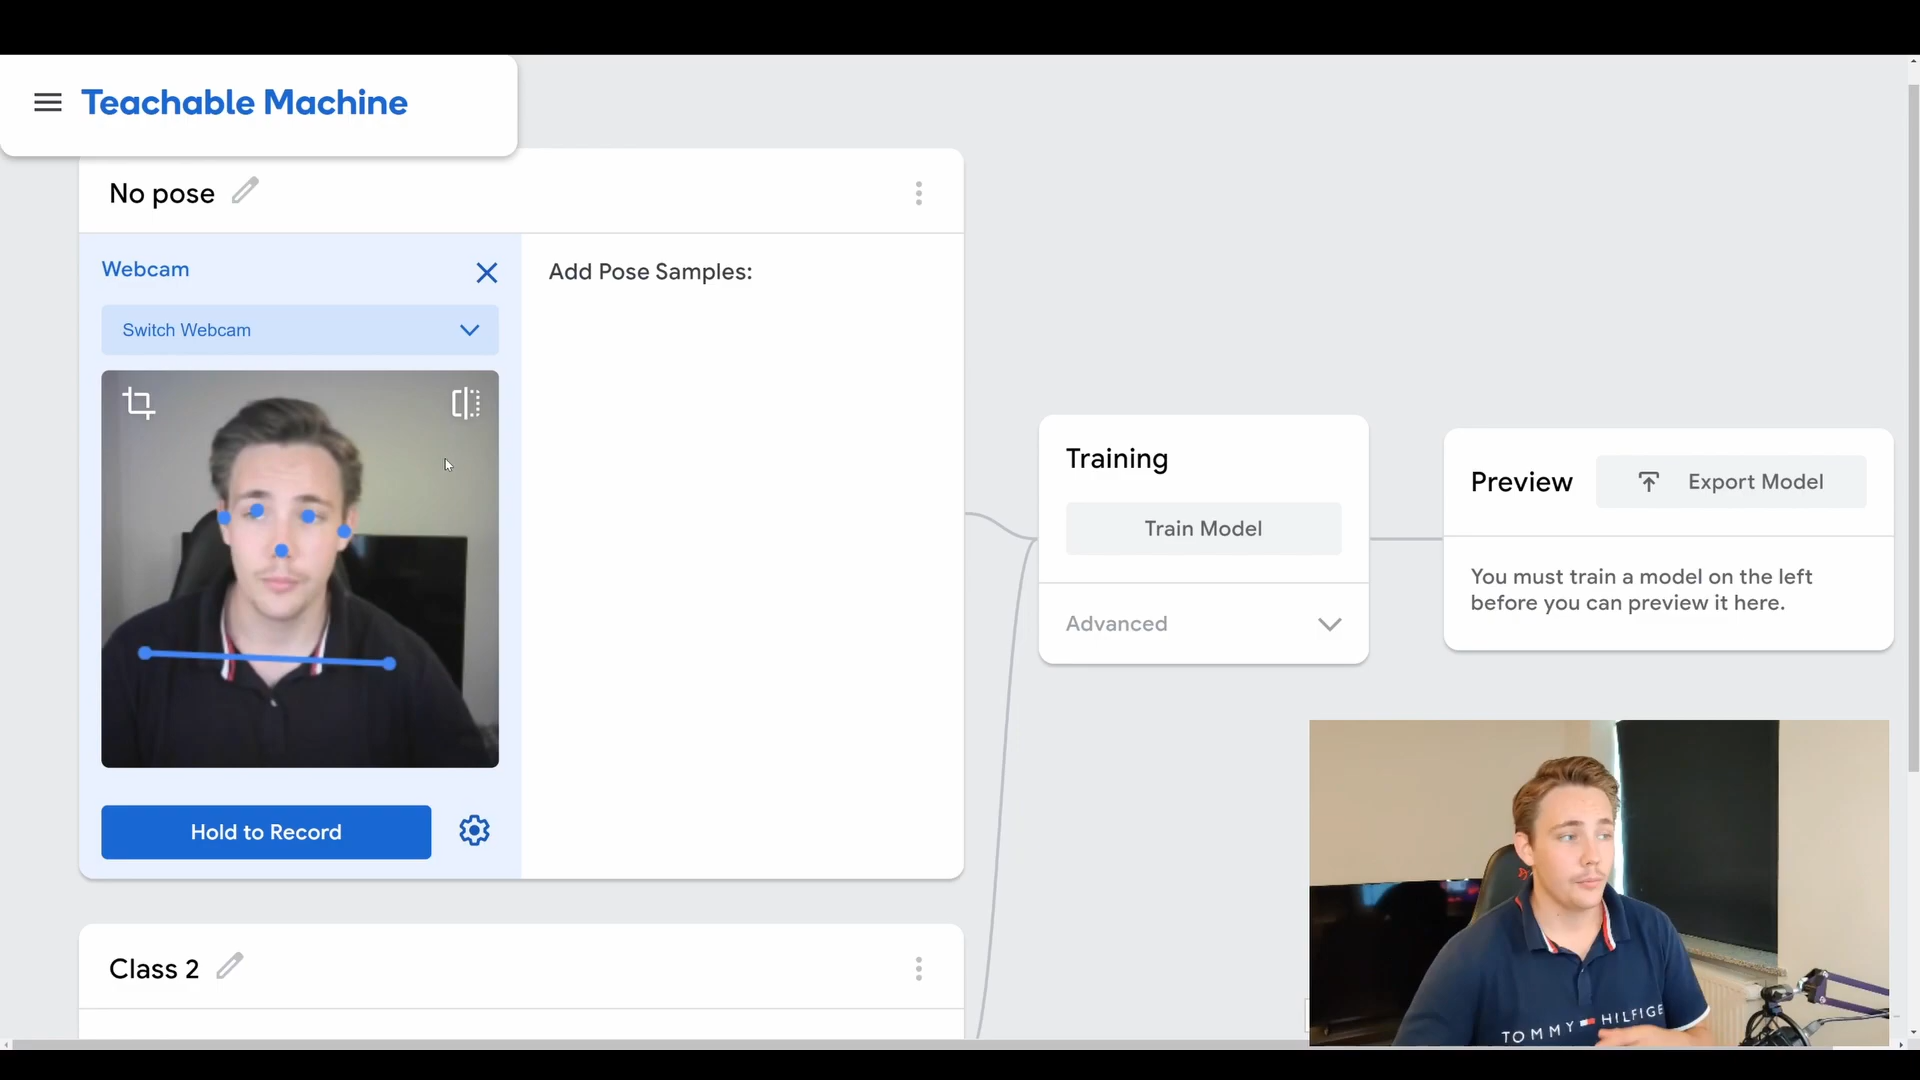 Teachable Machine
No pose
Webcam
Switch Webcam
Hold to Record
Add Pose Samples:
Class 2
Training
Train Model
Advanced
Preview
Export Model
You must train a model on the left
before you can preview it here.
TOMMY HILFIGE